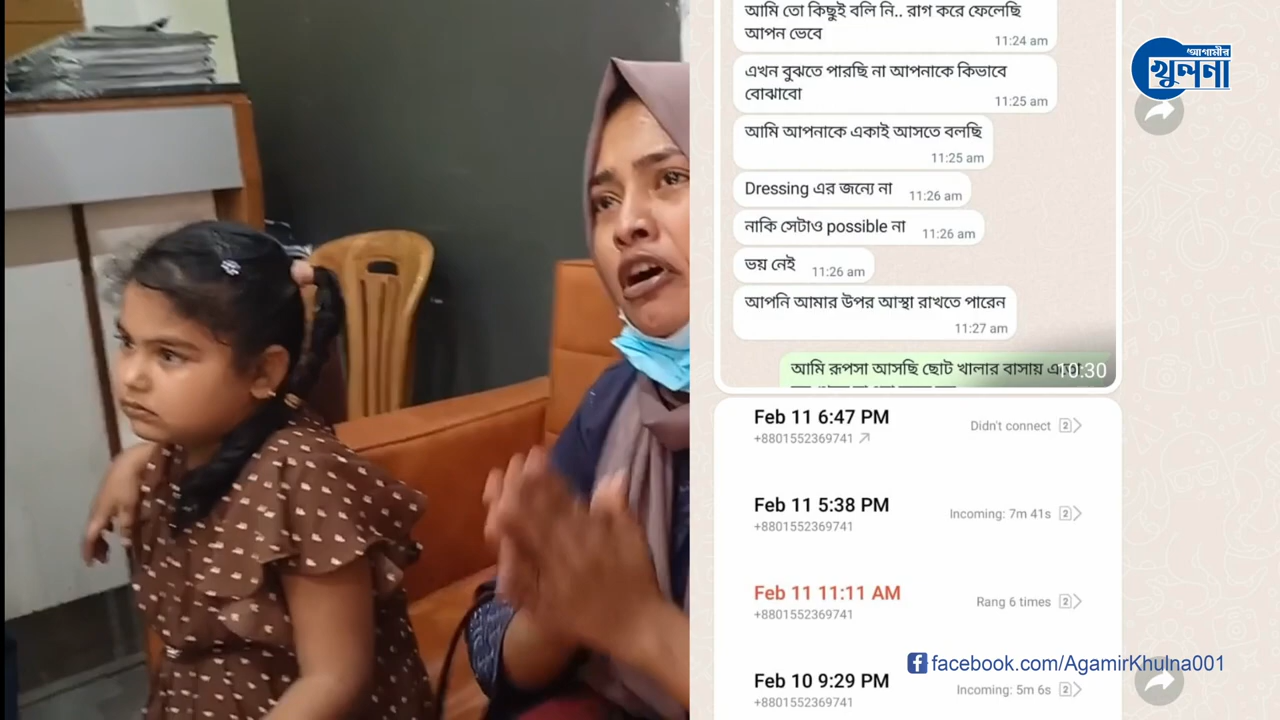 আমি তো কিছুই বলি নি.. রাগ করে ফেলেছি
আপন ভেবে
11:24 am
এখন বুঝতে পারছি না আপনাকে কিভাবে
বোঝাবো
11:25 am
আমি আপনাকে একাই আসতে বলছি
11:25 am
Dressing এর জন্যে না 11:26 am
নাকি সেটাও possible না 11:26 am
ভয় নেই 11:26 am
আপনি আমার উপর আস্থা রাখতে পারেন
11:27 am
আমি রূপসা আসছি ছোট খালার বাসায়
10:30
Feb 11 6:47 PM
Didn't connect 2
+8801552369741
Feb 11 5:38 PM
Incoming: 7m 41s 2
+8801552369741
Feb 11 11:11 AM
Rang 6 times 2
+8801552369741
Feb 10 9:29 PM
Incoming: 5m 6s 2
+8801552369741
আগামীর
খুলনা
facebook.com/AgamirKhulna001